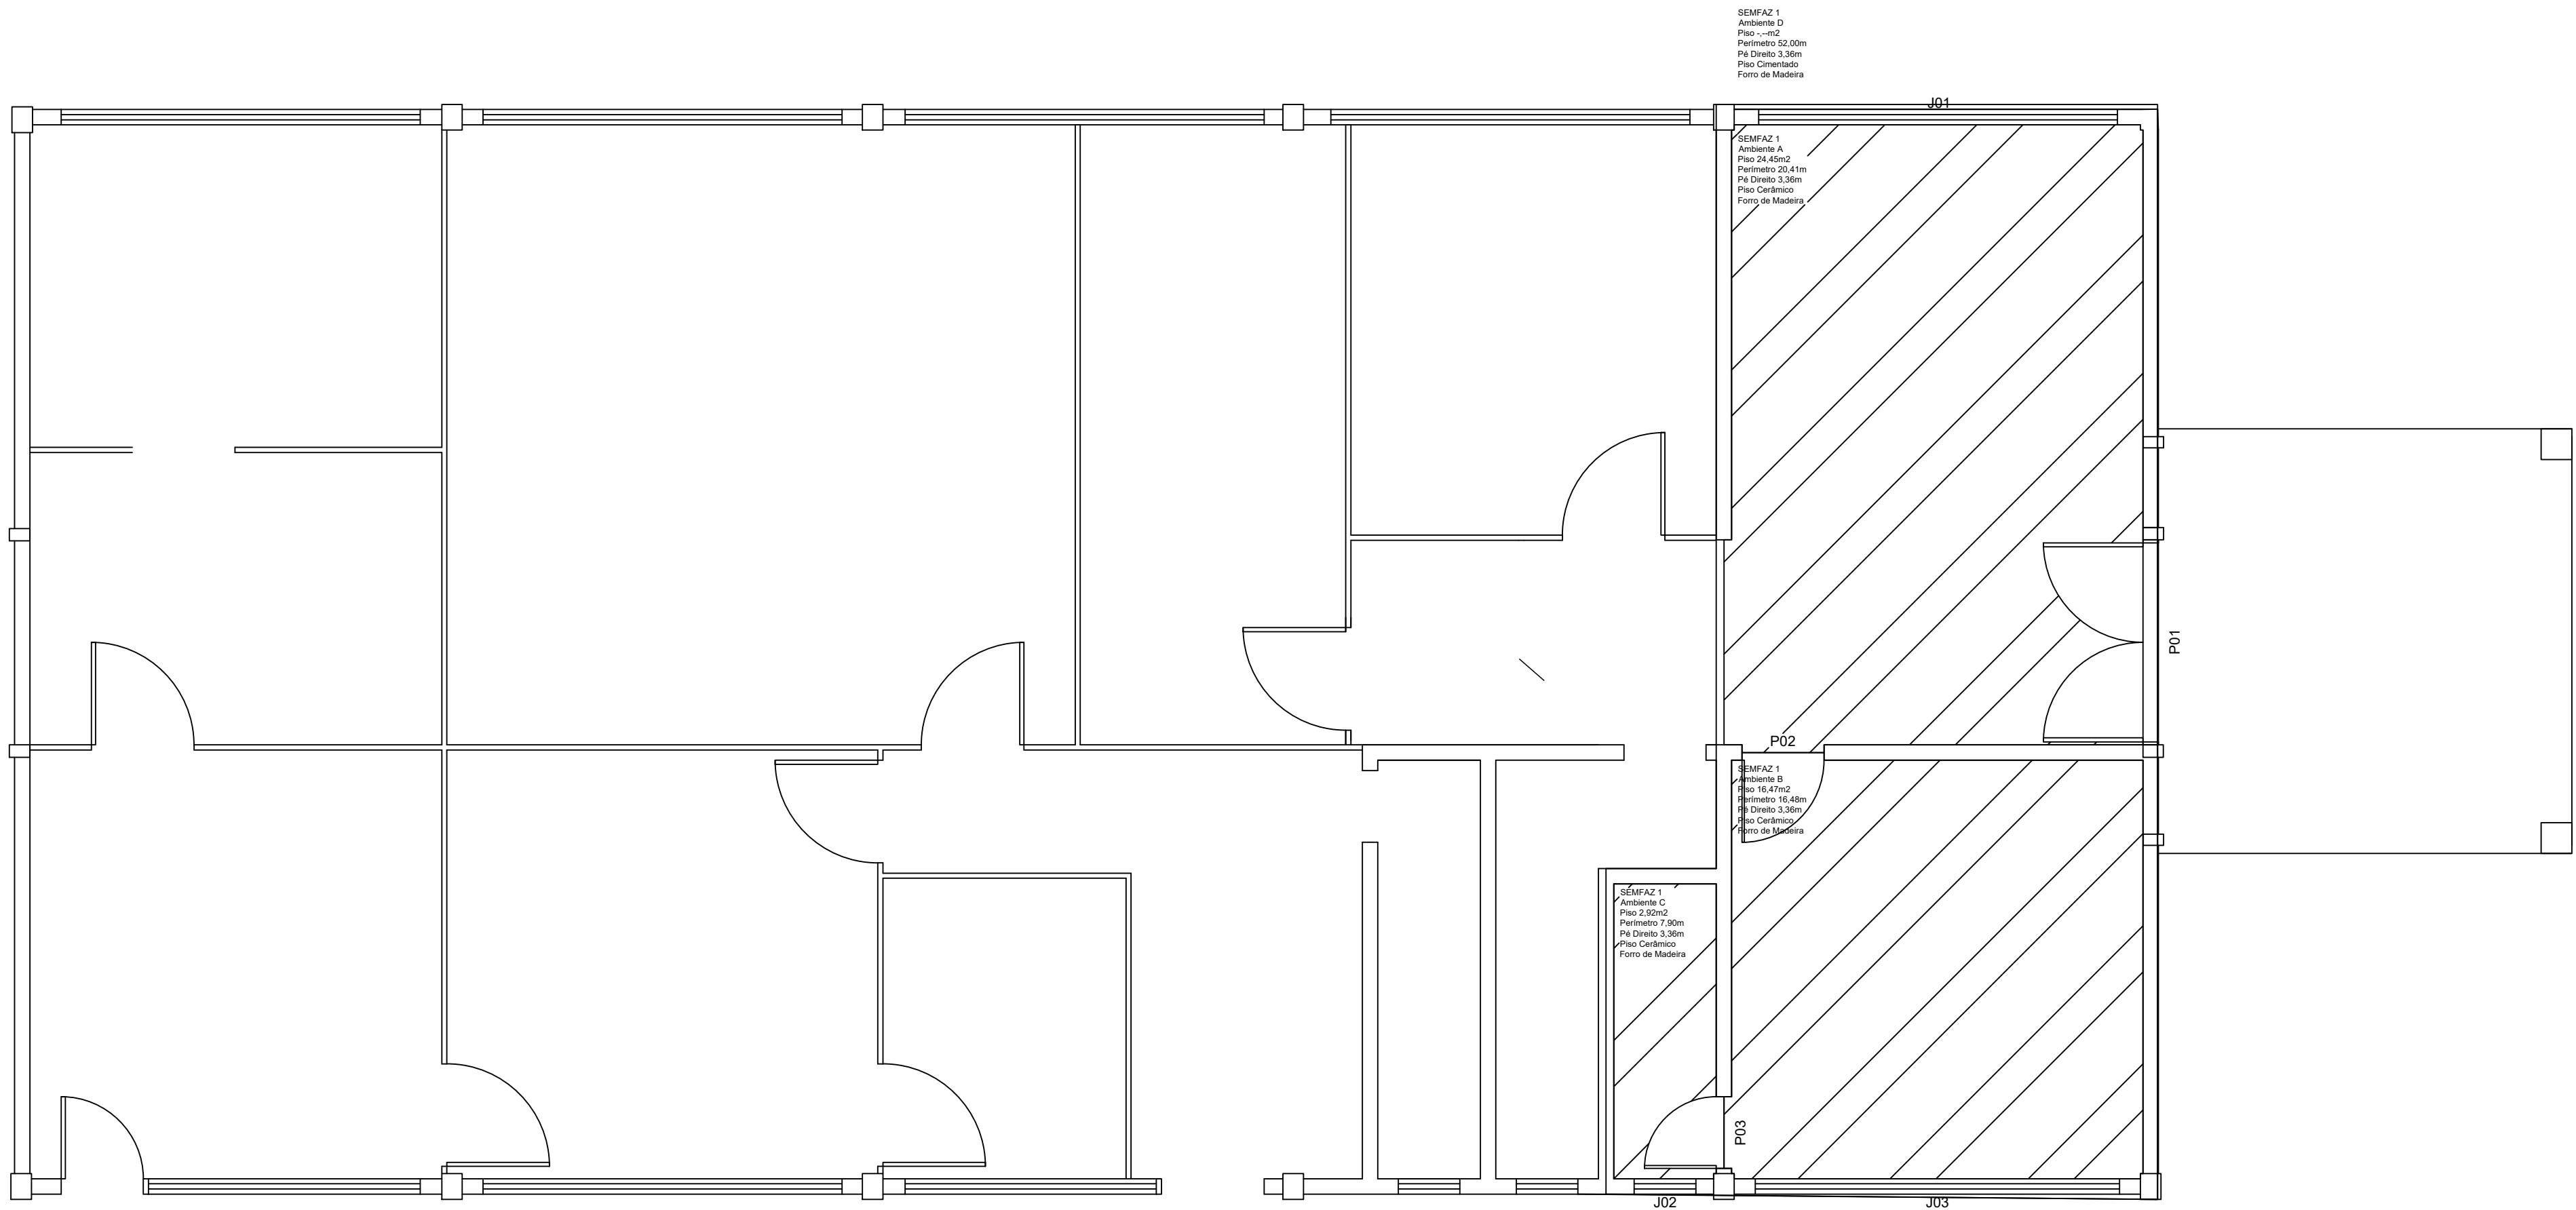 SEMFAZ 1
Ambiente D
Piso -,--m2
Perímetro 52,00m
Pé Direito 3,36m
Piso Cimentado
Forro de Madeira
J01
SEMFAZ 1
Ambiente A
Piso 24,45m2
Perímetro 20,41m
Pé Direito 3,36m
Piso Cerâmico
Forro de Madeira
P01
P02
SEMFAZ 1
Ambiente B
Piso 16,47m2
Perímetro 16,48m
Pé Direito 3,36m
Piso Cerâmico
Forro de Madeira
SEMFAZ 1
Ambiente C
Piso 2,92m2
Perímetro 7,90m
Pé Direito 3,36m
Piso Cerâmico
Forro de Madeira
P03
J02
J03